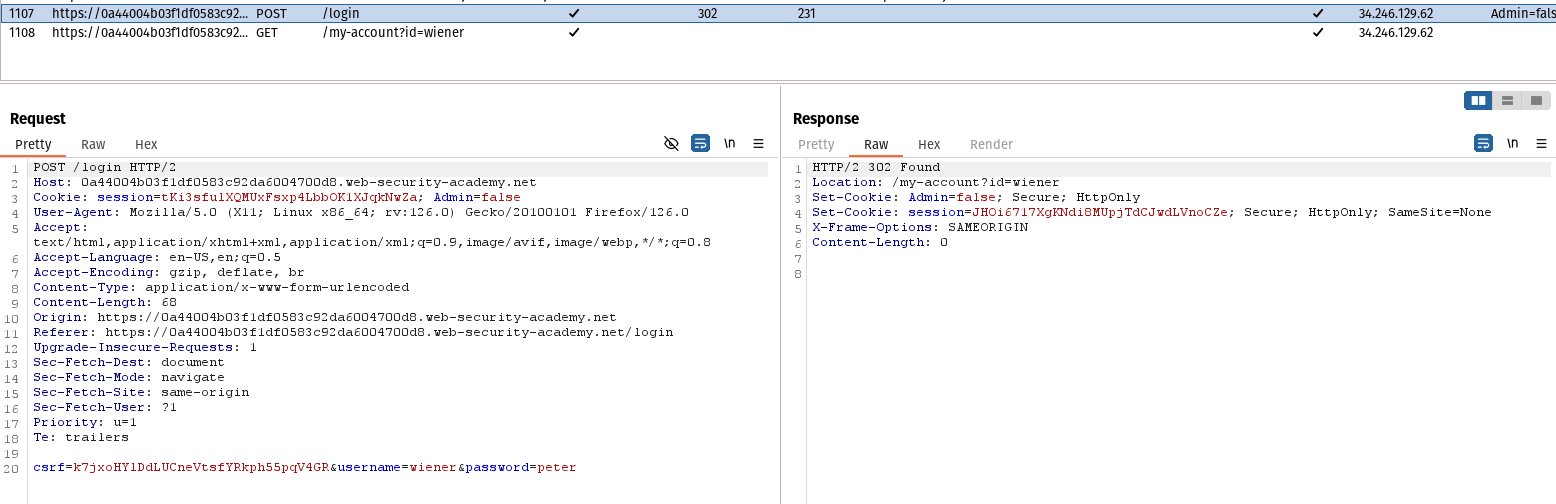 1107 https://0a44004b03f1df0583c92... POST /login ✓ 302 231 ✓ 34.246.129.62 Admin=fals
1108 https://0a44004b03f1df0583c92... GET /my-account?id=wiener ✓ ✓ 34.246.129.62
Request
Pretty Raw Hex \n
1 POST /login HTTP/2
2 Host: 0a44004b03f1df0583c92da6004700d8.web-security-academy.net
3 Cookie: session=tKi3sfulXQMUxFsxp4LbbOK1XJqkNwZa; Admin=false
4 User-Agent: Mozilla/5.0 (X11; Linux x86_64; rv:126.0) Gecko/20100101 Firefox/126.0
5 Accept:
text/html,application/xhtml+xml,application/xml;q=0.9,image/avif,image/webp,*/*;q=0.8
6 Accept-Language: en-US,en;q=0.5
7 Accept-Encoding: gzip, deflate, br
8 Content-Type: application/x-www-form-urlencoded
9 Content-Length: 68
10 Origin: https://0a44004b03f1df0583c92da6004700d8.web-security-academy.net
11 Referer: https://0a44004b03f1df0583c92da6004700d8.web-security-academy.net/login
12 Upgrade-Insecure-Requests: 1
13 Sec-Fetch-Dest: document
14 Sec-Fetch-Mode: navigate
15 Sec-Fetch-Site: same-origin
16 Sec-Fetch-User: ?1
17 Priority: u=1
18 Te: trailers
19
20 csrf=k7jxoHYlDdLUCneVtsfYRkph55pqV4GR&username=wiener&password=peter
Response
Pretty Raw Hex Render \n
1 HTTP/2 302 Found
2 Location: /my-account?id=wiener
3 Set-Cookie: Admin=false; Secure; HttpOnly
4 Set-Cookie: session=JHOi6717XgKNdi8MUpjTdCJwdLVnoCZe; Secure; HttpOnly; SameSite=None
5 X-Frame-Options: SAMEORIGIN
6 Content-Length: 0
7
8